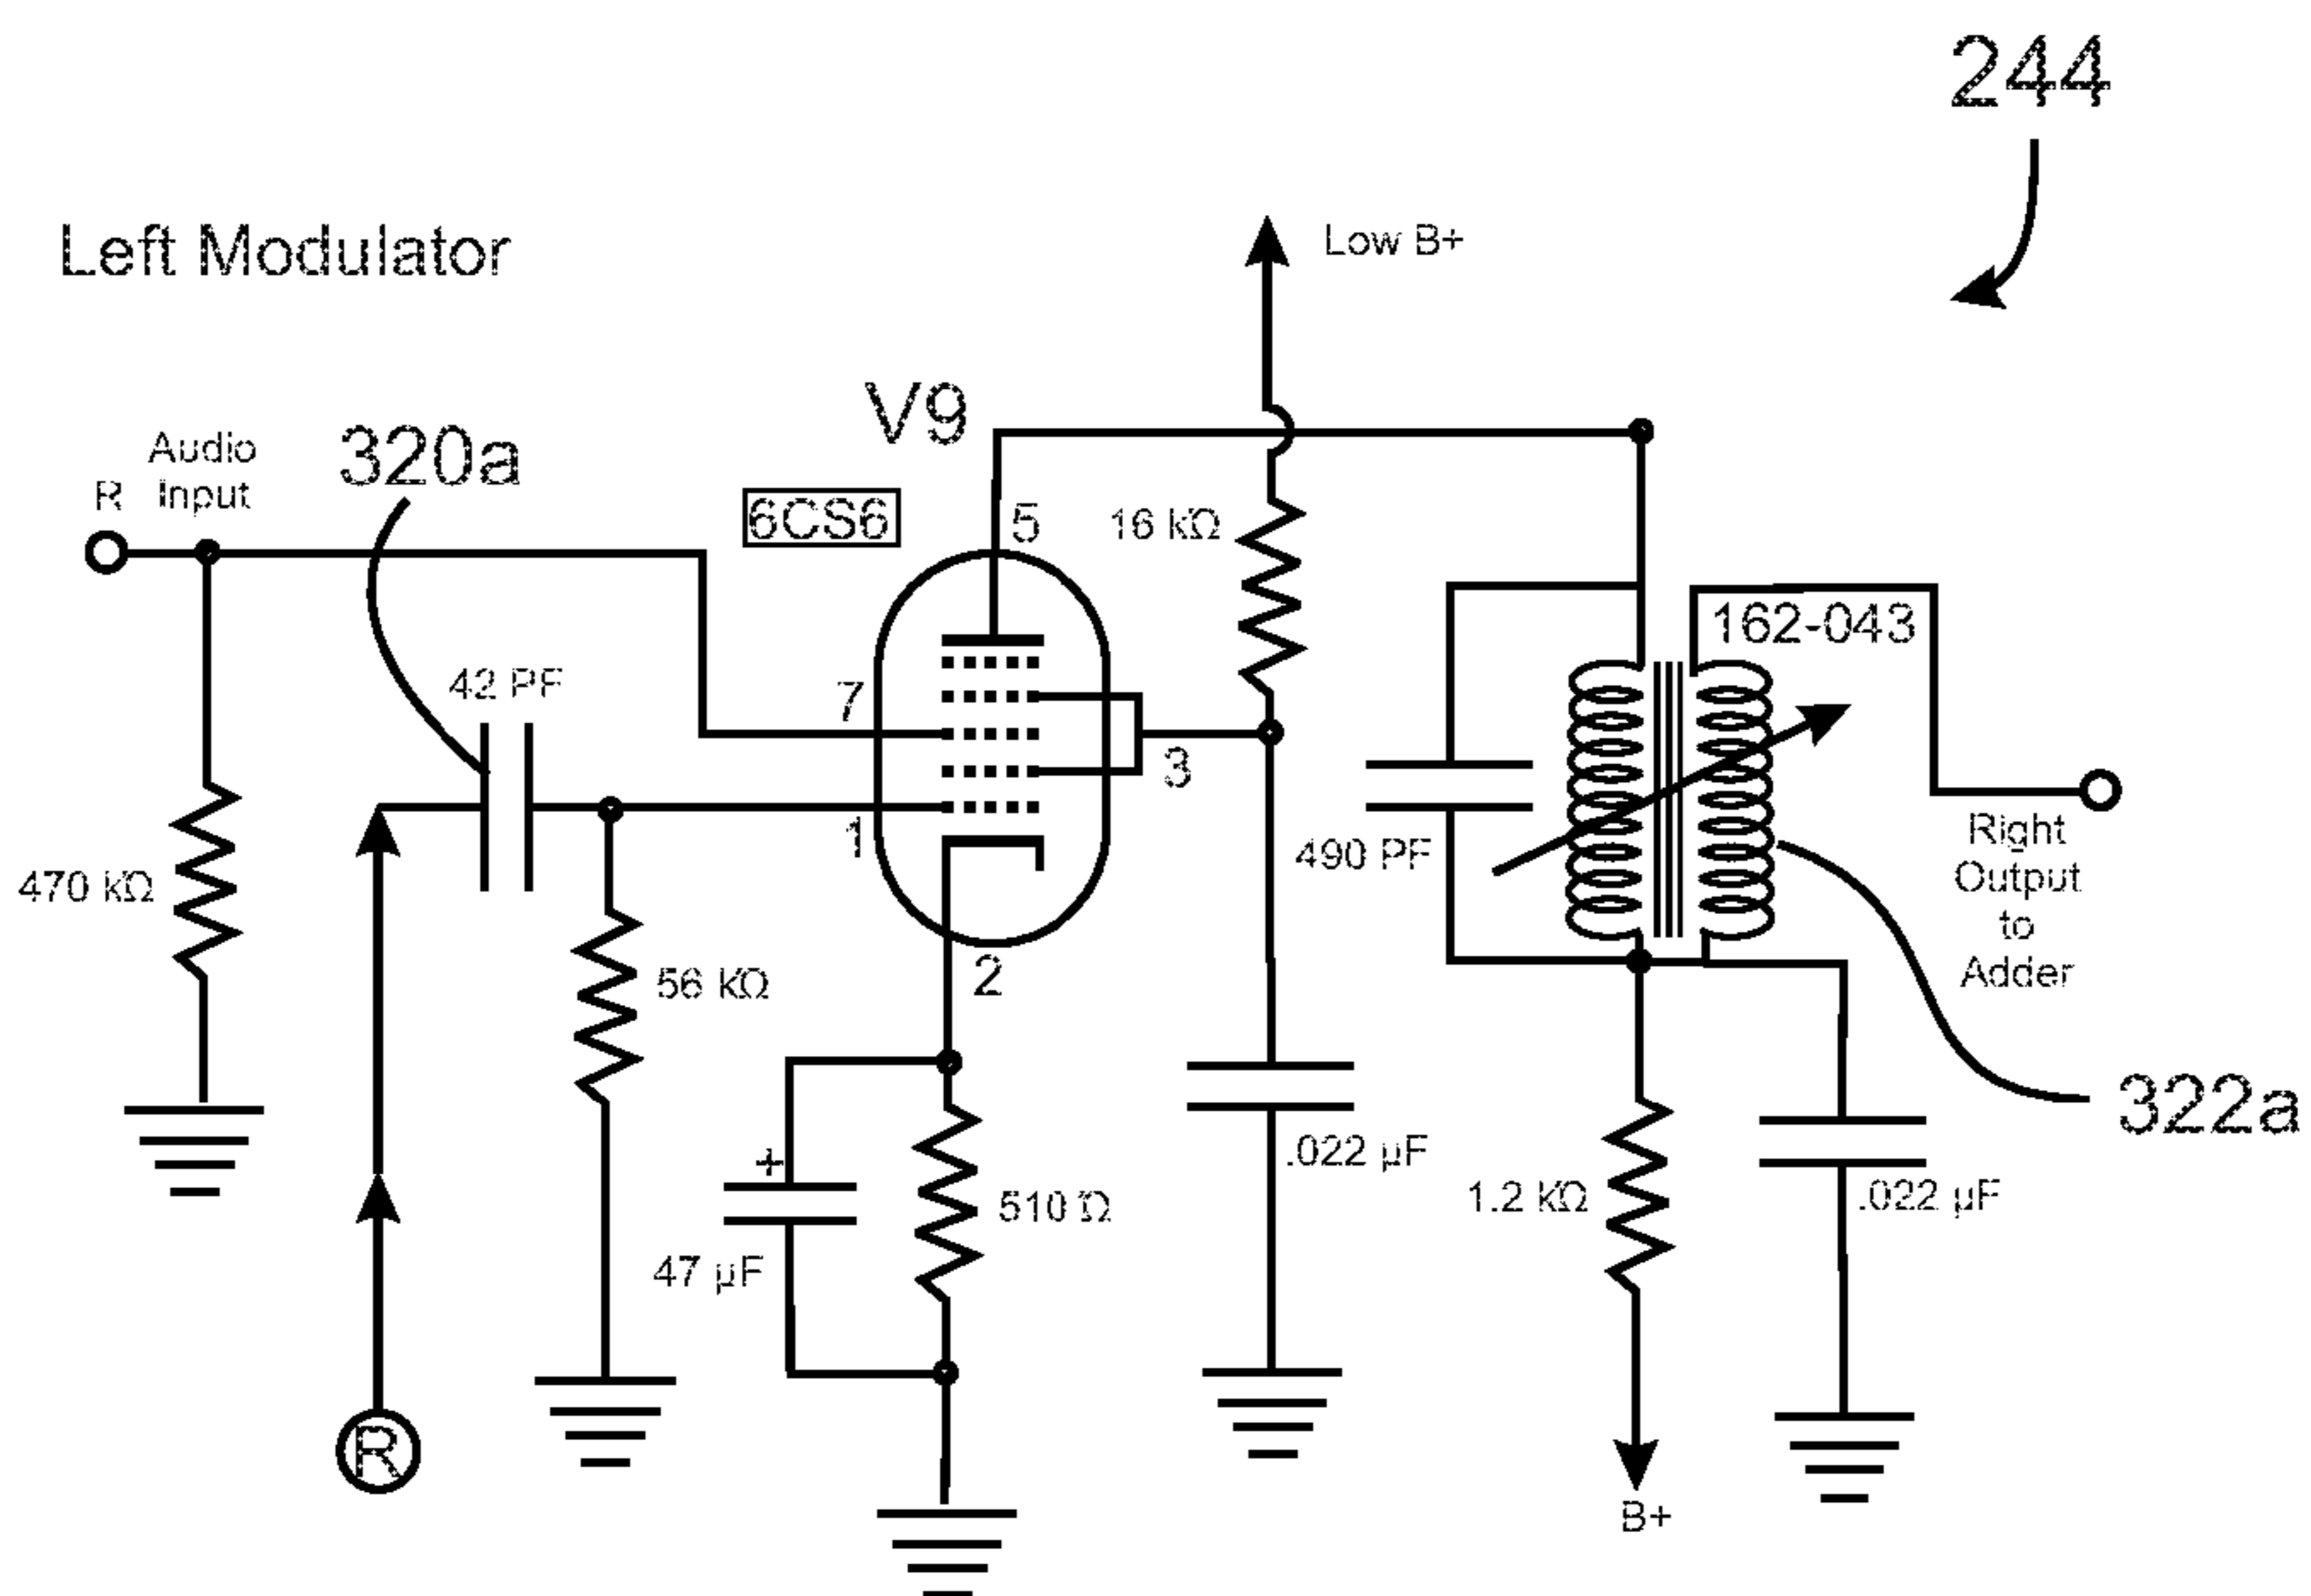 244
Left Modulator
Low B+
V9
Audio
R Input
320a
6CS6
5
16 kΩ
162-043
42 PF
7
3
1
490 PF
Right
Output
to
Adder
470 kΩ
56 kΩ
2
322a
+
.022 µF
47 µF
510 Ω
1.2 kΩ
.022 µF
R
B+